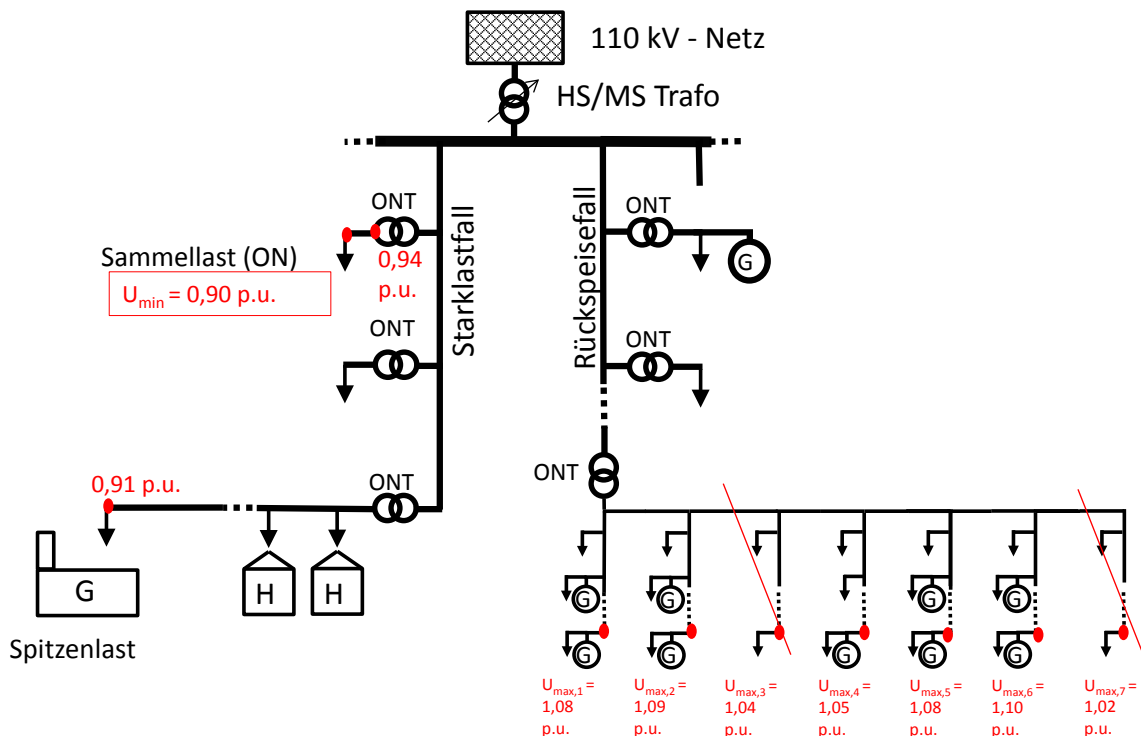 110 kV - Netz
HS/MS Trafo
ONT
ONT
Starklastfall
Rückspeisefall
Sammellast (ON)
0,94
p.u.
Umin = 0,90 p.u.
G
ONT
ONT
0,91 p.u.
ONT
ONT
G
H
H
Spitzenlast
G
G
G
G
G
G
G
G
G
Umax,1 =
1,08
p.u.
Umax,2 =
1,09
p.u.
Umax,3 =
1,04
p.u.
Umax,4 =
1,05
p.u.
Umax,5 =
1,08
p.u.
Umax,6 =
1,10
p.u.
Umax,7 =
1,02
p.u.